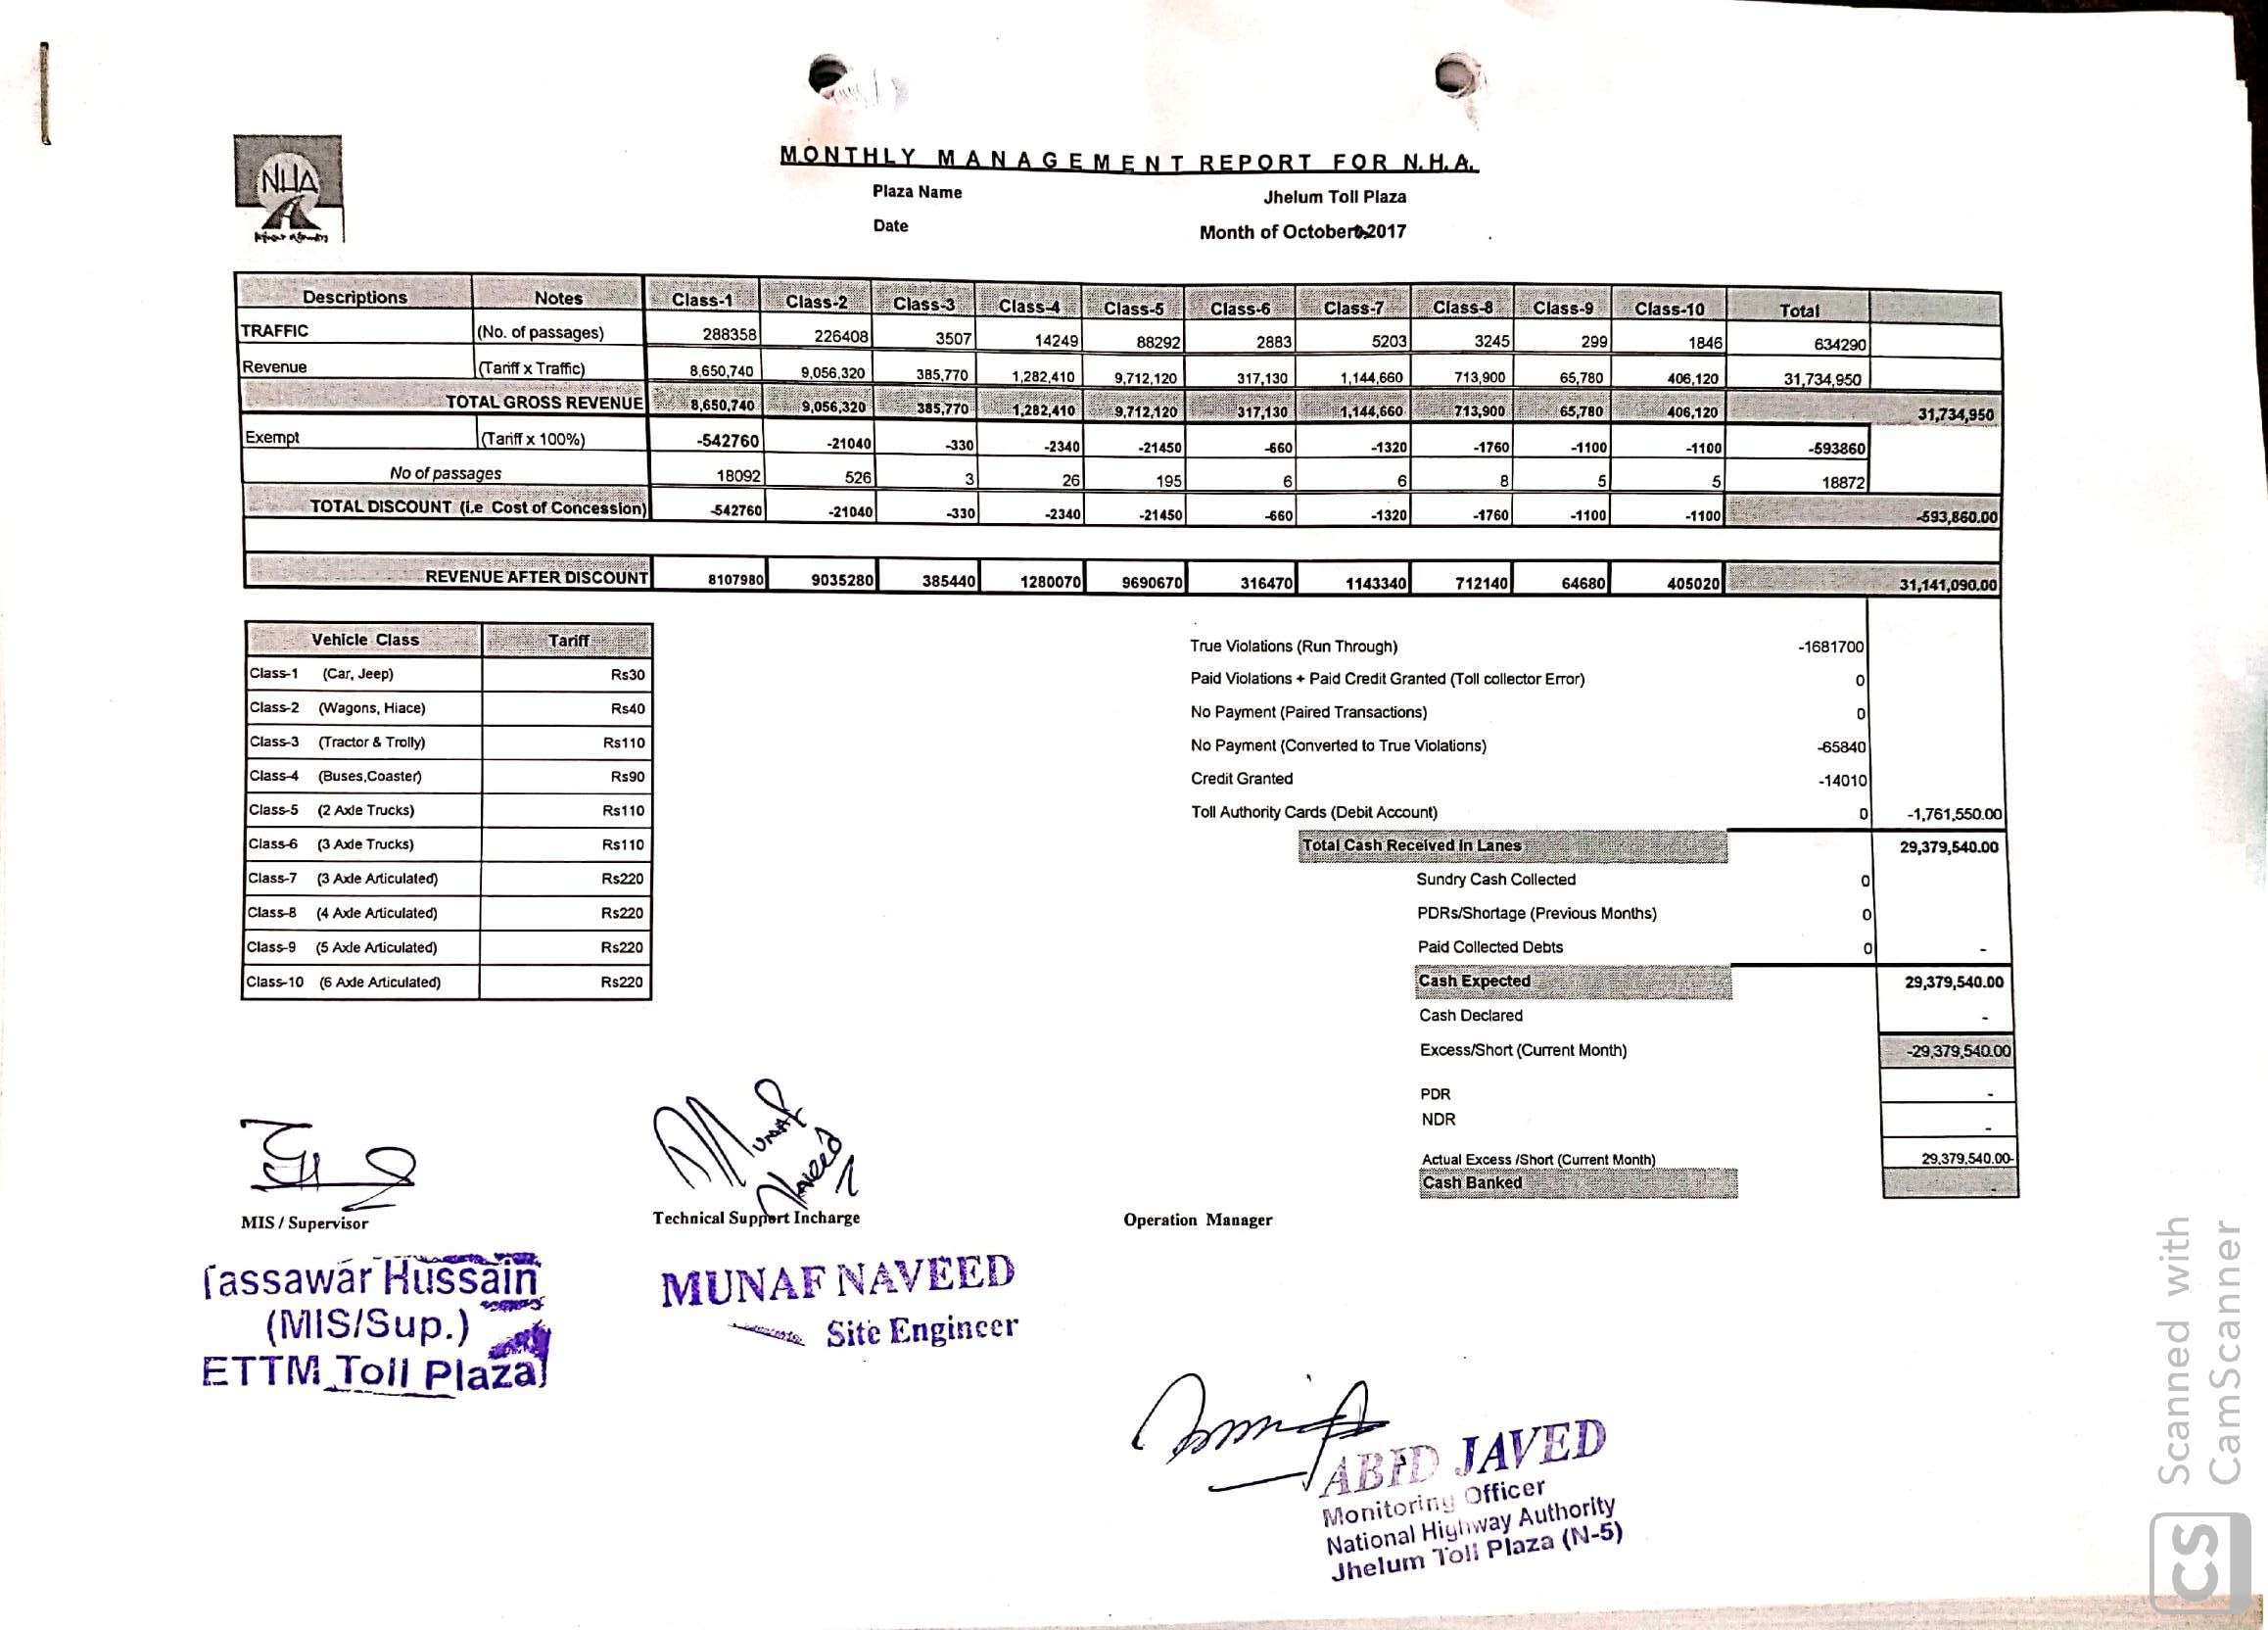 NHA
MONTHLY MANAGEMENT REPORT FOR N.H.A.
Plaza Name Jhelum Toll Plaza
Date Month of October 2017
Descriptions Notes Class-1 Class-2 Class-3 Class-4 Class-5 Class-6 Class-7 Class-8 Class-9 Class-10 Total
TRAFFIC (No. of passages) 288358 226408 3507 14249 88292 2883 5203 3245 299 1846 634290
Revenue (Tariff x Traffic) 8,650,740 9,056,320 385,770 1,282,410 9,712,120 317,130 1,144,660 713,900 65,780 406,120 31,734,950
TOTAL GROSS REVENUE 8,650,740 9,056,320 385,770 1,282,410 9,712,120 317,130 1,144,660 713,900 65,780 406,120 31,734,950
Exempt (Tariff x 100%) -542760 -21040 -330 -2340 -21450 -660 -1320 -1760 -1100 -1100 -593860
No of passages 18092 526 3 26 195 6 6 8 5 5 18872
TOTAL DISCOUNT (i.e Cost of Concession) -542760 -21040 -330 -2340 -21450 -660 -1320 -1760 -1100 -1100 -593,860.00
REVENUE AFTER DISCOUNT 8107980 9035280 385440 1280070 9690670 316470 1143340 712140 64680 405020 31,141,090.00
Vehicle Class Tariff
Class-1 (Car, Jeep) Rs30
Class-2 (Wagons, Hiace) Rs40
Class-3 (Tractor & Trolly) Rs110
Class-4 (Buses,Coaster) Rs90
Class-5 (2 Axle Trucks) Rs110
Class-6 (3 Axle Trucks) Rs110
Class-7 (3 Axle Articulated) Rs220
Class-8 (4 Axle Articulated) Rs220
Class-9 (5 Axle Articulated) Rs220
Class-10 (6 Axle Articulated) Rs220
True Violations (Run Through) -1681700
Paid Violations + Paid Credit Granted (Toll collector Error) 0
No Payment (Paired Transactions) 0
No Payment (Converted to True Violations) -65840
Credit Granted -14010
Toll Authority Cards (Debit Account) 0 -1,761,550.00
Total Cash Received in Lanes 29,379,540.00
Sundry Cash Collected 0
PDRs/Shortage (Previous Months) 0
Paid Collected Debts 0 -
Cash Expected 29,379,540.00
Cash Declared -
Excess/Short (Current Month) -29,379,540.00
PDR -
NDR -
Actual Excess /Short (Current Month) 29,379,540.00-
Cash Banked -
Munaf
Naveed
MIS / Supervisor Technical Support Incharge Operation Manager
Tassawar Hussain
(MIS/Sup.)
ETTM Toll Plaza
MUNAF NAVEED
Site Engineer
ABID JAVED
Monitoring Officer
National Highway Authority
Jhelum Toll Plaza (N-5)
CS Scanned with
CamScanner